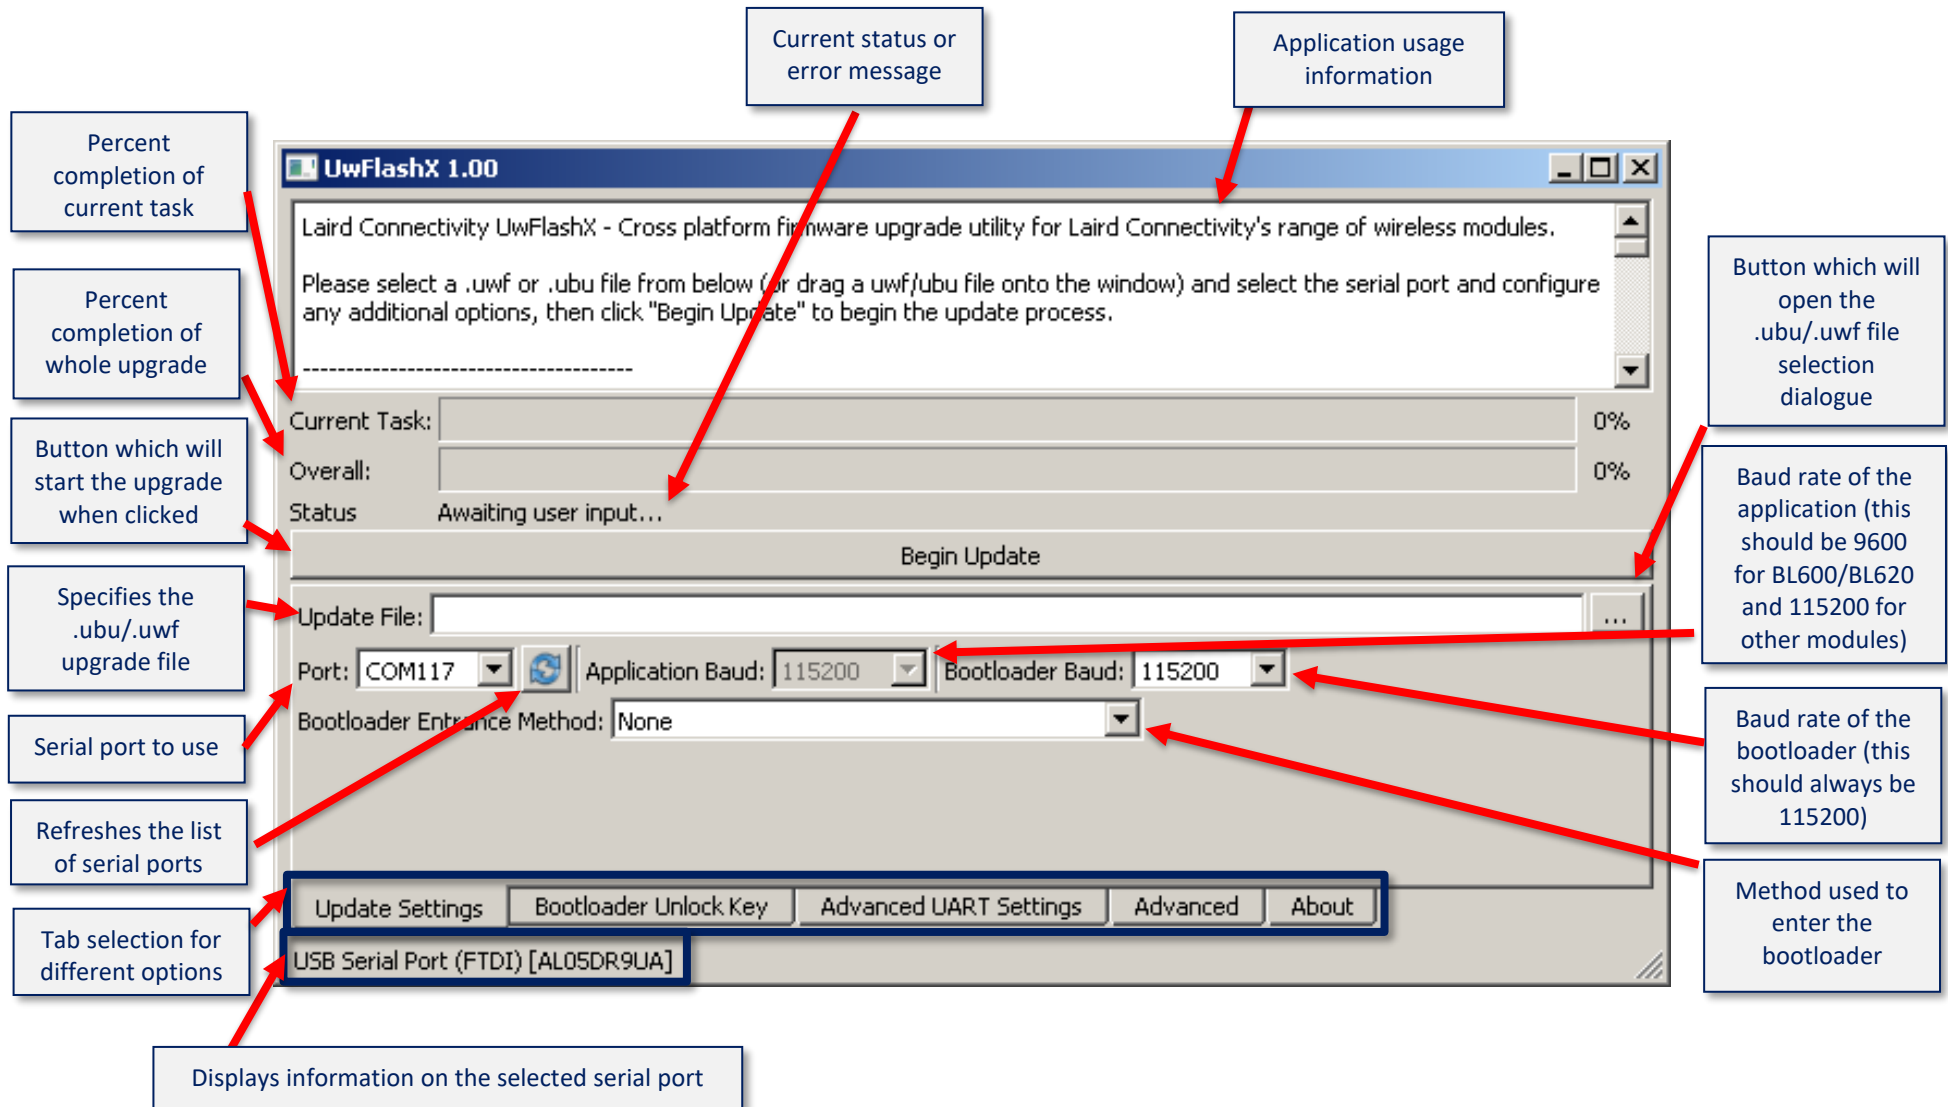 Current status or
error message
Application usage
information
Percent
completion of
current task
Percent
completion of
whole upgrade
Button which will
start the upgrade
when clicked
Specifies the
.ubu/.uwf
upgrade file
Serial port to use
Refreshes the list
of serial ports
Tab selection for
different options
UwFlashX 1.00
Laird Connectivity UwFlashX - Cross platform firmware upgrade utility for Laird Connectivity's range of wireless modules.
Please select a .uwf or .ubu file from below (or drag a uwf/ubu file onto the window) and select the serial port and configure
any additional options, then click "Begin Update" to begin the update process.
--------------------------------------
Current Task: 0%
Overall: 0%
Status Awaiting user input...
Begin Update
Update File: ...
Port: COM117 Application Baud: 115200 Bootloader Baud: 115200
Bootloader Entrance Method: None
Update Settings Bootloader Unlock Key Advanced UART Settings Advanced About
USB Serial Port (FTDI) [AL05DR9UA]
Button which will
open the
.ubu/.uwf file
selection
dialogue
Baud rate of the
application (this
should be 9600
for BL600/BL620
and 115200 for
other modules)
Baud rate of the
bootloader (this
should always be
115200)
Method used to
enter the
bootloader
Displays information on the selected serial port